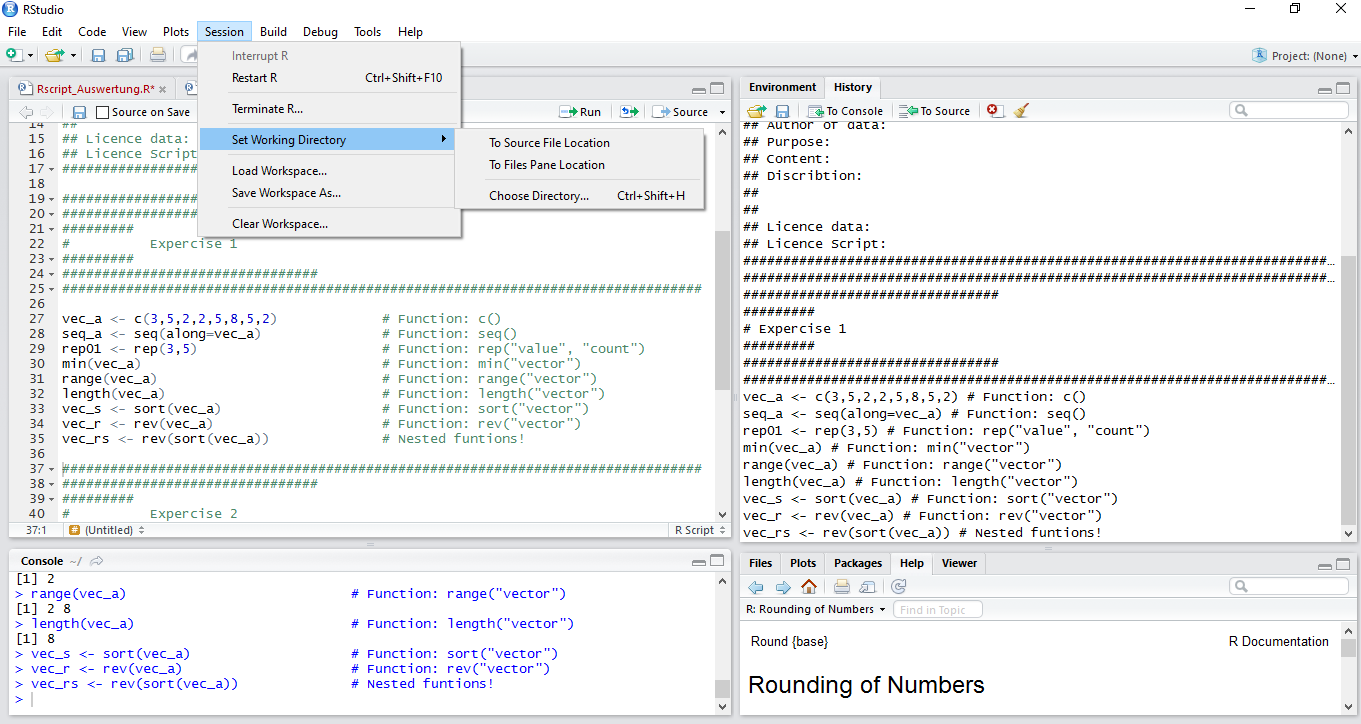 RStudio
File Edit Code View Plots Session Build Debug Tools Help
Project: (None)
Interrupt R
Restart R Ctrl+Shift+F10
Terminate R...
Set Working Directory
Load Workspace...
Save Workspace As...
Clear Workspace...
To Source File Location
To Files Pane Location
Choose Directory... Ctrl+Shift+H
Rscript_Auswertung.R*
Source on Save Run Source
14 ##
15 ## Licence data:
16 ## Licence Script
17 #################
18
19 #################
20 #################
21 #########
22 # Expercise 1
23 #########
24 ################################
25 ################################################################################
26
27 vec_a <- c(3,5,2,2,5,8,5,2) # Function: c()
28 seq_a <- seq(along=vec_a) # Function: seq()
29 rep01 <- rep(3,5) # Function: rep("value", "count")
30 min(vec_a) # Function: min("vector")
31 range(vec_a) # Function: range("vector")
32 length(vec_a) # Function: length("vector")
33 vec_s <- sort(vec_a) # Function: sort("vector")
34 vec_r <- rev(vec_a) # Function: rev("vector")
35 vec_rs <- rev(sort(vec_a)) # Nested funtions!
36
37 ################################################################################
38 ################################
39 #########
40 # Expercise 2
37:1 # (Untitled) R Script
Console ~/
[1] 2
> range(vec_a) # Function: range("vector")
[1] 2 8
> length(vec_a) # Function: length("vector")
[1] 8
> vec_s <- sort(vec_a) # Function: sort("vector")
> vec_r <- rev(vec_a) # Function: rev("vector")
> vec_rs <- rev(sort(vec_a)) # Nested funtions!
>
Environment History
To Console To Source
## Author of data:
## Purpose:
## Content:
## Discribtion:
##
##
## Licence data:
## Licence Script:
#########################################################################...
#########################################################################...
################################
#########
# Expercise 1
#########
################################
#########################################################################...
vec_a <- c(3,5,2,2,5,8,5,2) # Function: c()
seq_a <- seq(along=vec_a) # Function: seq()
rep01 <- rep(3,5) # Function: rep("value", "count")
min(vec_a) # Function: min("vector")
range(vec_a) # Function: range("vector")
length(vec_a) # Function: length("vector")
vec_s <- sort(vec_a) # Function: sort("vector")
vec_r <- rev(vec_a) # Function: rev("vector")
vec_rs <- rev(sort(vec_a)) # Nested funtions!
Files Plots Packages Help Viewer
R: Rounding of Numbers Find in Topic
Round {base} R Documentation
Rounding of Numbers